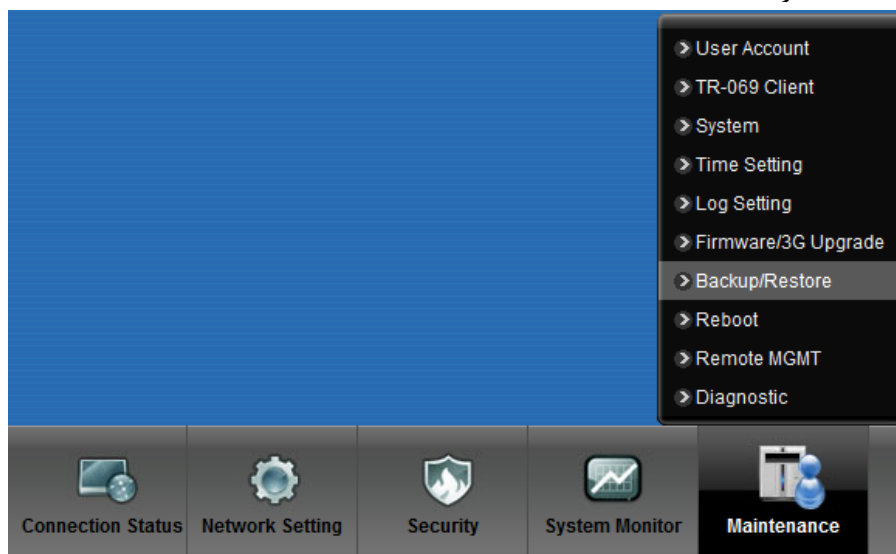 User Account
TR-069 Client
System
Time Setting
Log Setting
Firmware/3G Upgrade
Backup/Restore
Reboot
Remote MGMT
Diagnostic
Connection Status Network Setting Security System Monitor Maintenance